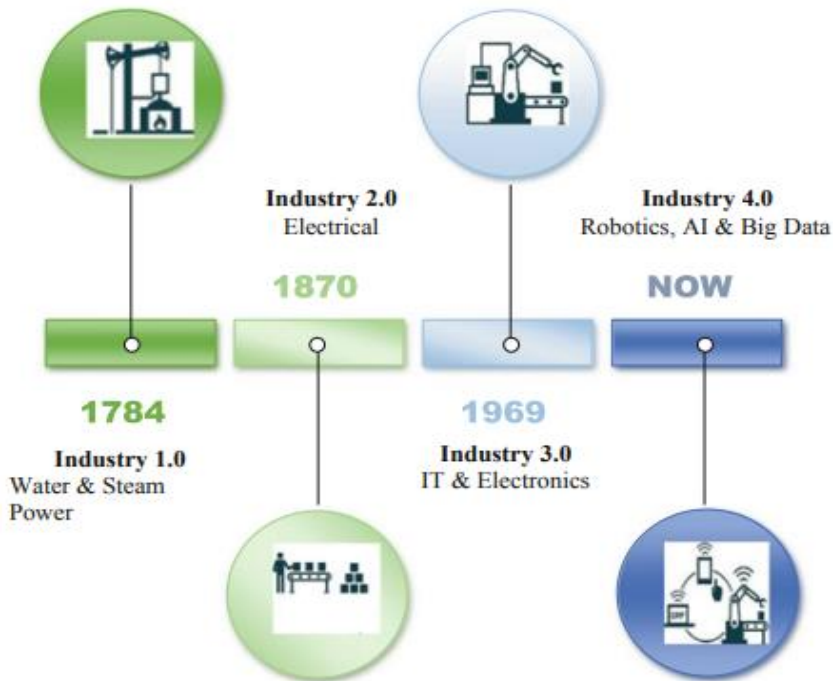 Industry 2.0
Electrical
1870
Industry 4.0
Robotics, AI & Big Data
NOW
1784
Industry 1.0
Water & Steam
Power
1969
Industry 3.0
IT & Electronics